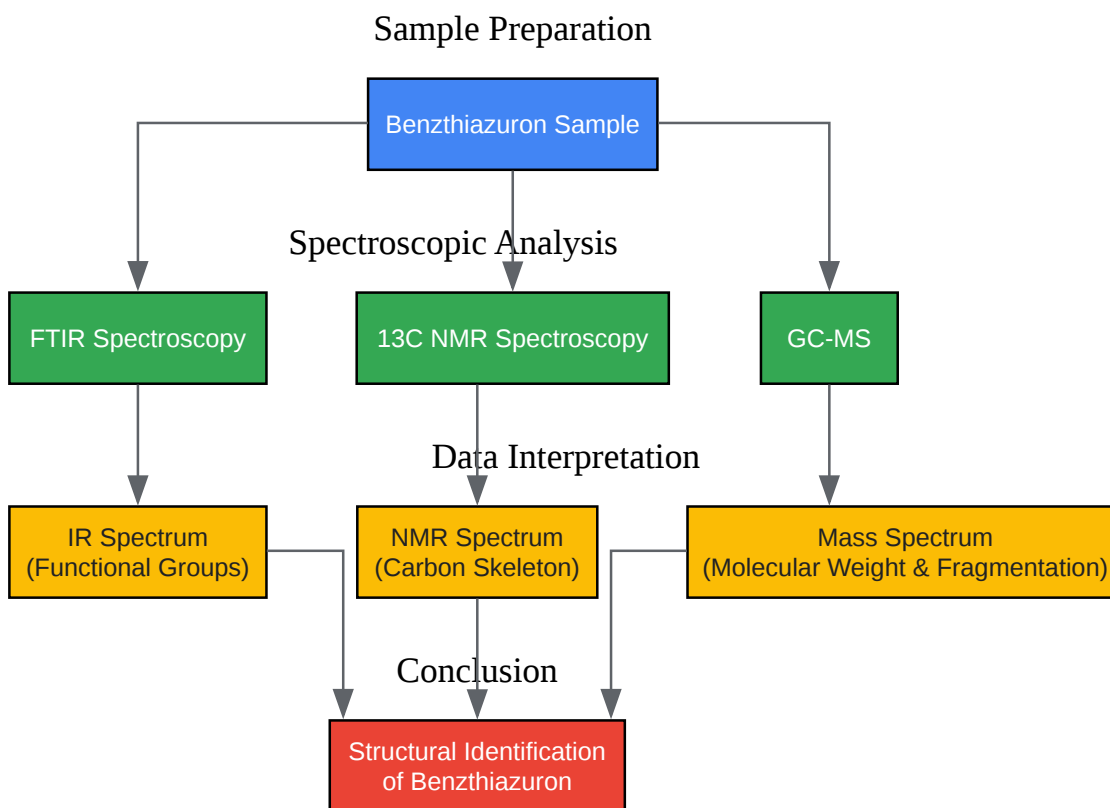 Sample Preparation
Benzthiazuron Sample
Spectroscopic Analysis
FTIR Spectroscopy
13C NMR Spectroscopy
GC-MS
Data Interpretation
IR Spectrum
(Functional Groups)
NMR Spectrum
(Carbon Skeleton)
Mass Spectrum
(Molecular Weight & Fragmentation)
Conclusion
Structural Identification
of Benzthiazuron